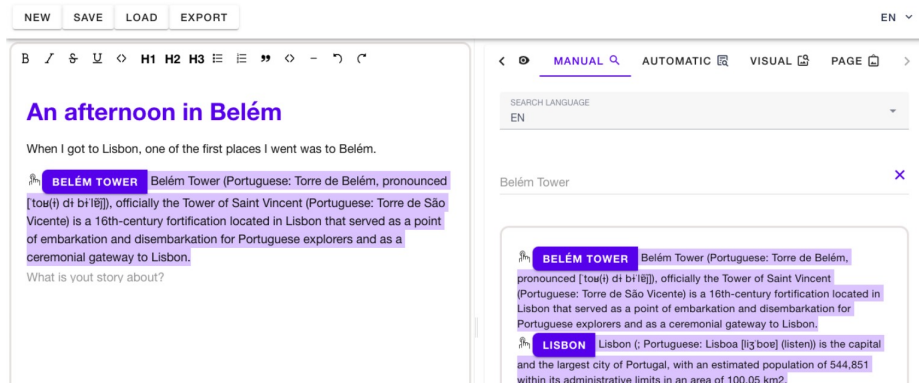 NEW SAVE LOAD EXPORT EN
B I S U <> H1 H2 H3
MANUAL AUTOMATIC VISUAL PAGE
An afternoon in Belém
When I got to Lisbon, one of the first places I went was to Belém.
BELÉM TOWER Belém Tower (Portuguese: Torre de Belém, pronounced
[ˈtoʁ(ɨ) dɨ bɨˈlɐ̃j]), officially the Tower of Saint Vincent (Portuguese: Torre de São
Vicente) is a 16th-century fortification located in Lisbon that served as a point
of embarkation and disembarkation for Portuguese explorers and as a
ceremonial gateway to Lisbon.
What is yout story about?
SEARCH LANGUAGE
EN
Belém Tower
BELÉM TOWER Belém Tower (Portuguese: Torre de Belém,
pronounced [ˈtoʁ(ɨ) dɨ bɨˈlɐ̃j]), officially the Tower of Saint Vincent
(Portuguese: Torre de São Vicente) is a 16th-century fortification located in
Lisbon that served as a point of embarkation and disembarkation for
Portuguese explorers and as a ceremonial gateway to Lisbon.
LISBON Lisbon (; Portuguese: Lisboa [liʒˈboɐ] (listen)) is the capital
and the largest city of Portugal, with an estimated population of 544,851
within its administrative limits in an area of 100.05 km2.